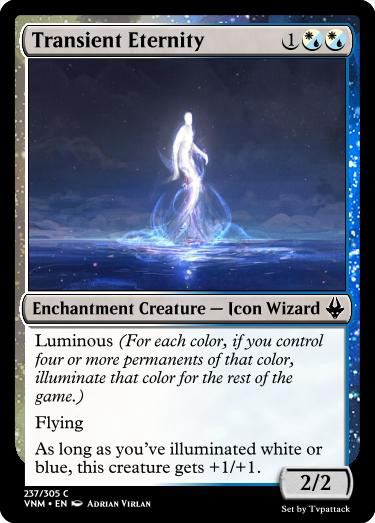 Transient Eternity 1
Enchantment Creature — Icon Wizard
Luminous (For each color, if you control
four or more permanents of that color,
illuminate that color for the rest of the
game.)
Flying
As long as you've illuminated white or
blue, this creature gets +1/+1.
2/2
237/305 C
VNM • EN Adrian Virlan
Set by Tvpattack